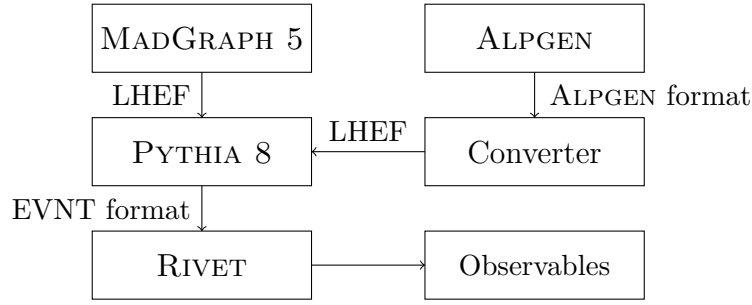 MADGRAPH 5
ALPGEN
LHEF
ALPGEN format
PYTHIA 8
LHEF
Converter
EVNT format
RIVET
Observables